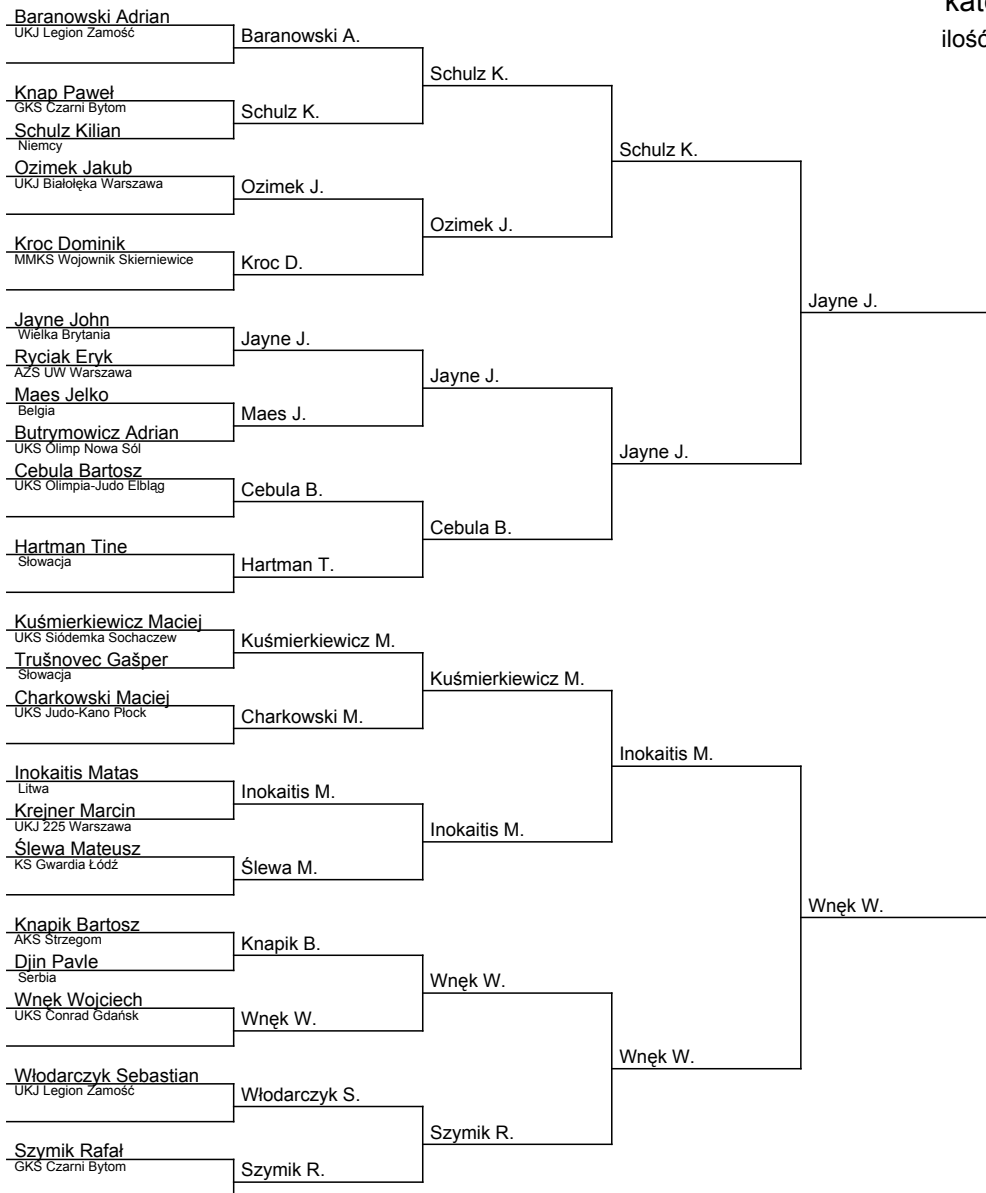 Baranowski Adrian
UKJ Legion Zamość
Knap Paweł
GKS Czarni Bytom
Schulz Kilian
Niemcy
Ozimek Jakub
UKJ Białołęka Warszawa
Kroc Dominik
MMKS Wojownik Skierniewice
Jayne John
Wielka Brytania
Ryciak Eryk
AZS UW Warszawa
Maes Jelko
Belgia
Butrymowicz Adrian
UKS Olimp Nowa Sól
Cebula Bartosz
UKS Olimpia-Judo Elbląg
Hartman Tine
Słowacja
Kuśmierkiewicz Maciej
UKS Siódemka Sochaczew
Trušnovec Gašper
Słowacja
Charkowski Maciej
UKS Judo-Kano Płock
Inokaitis Matas
Litwa
Krejner Marcin
UKJ 225 Warszawa
Ślewa Mateusz
KS Gwardia Łódź
Knapik Bartosz
AKS Strzegom
Djin Pavle
Serbia
Wnęk Wojciech
UKS Conrad Gdańsk
Włodarczyk Sebastian
UKJ Legion Zamość
Szymik Rafał
GKS Czarni Bytom
Baranowski A.
Schulz K.
Ozimek J.
Kroc D.
Jayne J.
Maes J.
Cebula B.
Hartman T.
Kuśmierkiewicz M.
Charkowski M.
Inokaitis M.
Ślewa M.
Knapik B.
Wnęk W.
Włodarczyk S.
Szymik R.
Schulz K.
Ozimek J.
Jayne J.
Cebula B.
Kuśmierkiewicz M.
Inokaitis M.
Wnęk W.
Szymik R.
Schulz K.
Jayne J.
Inokaitis M.
Wnęk W.
Jayne J.
Wnęk W.
ilość